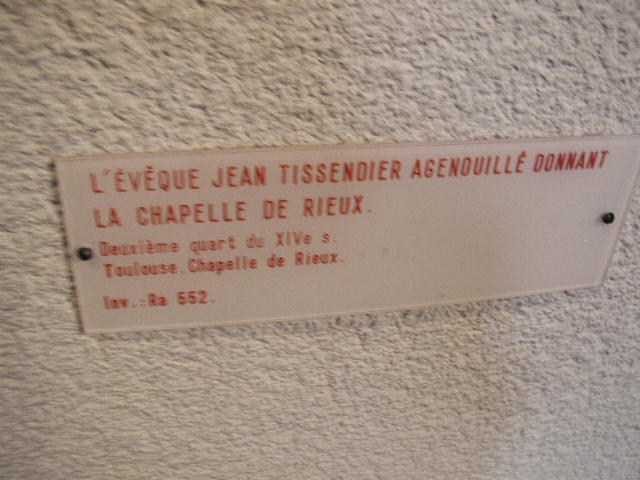 L'ÉVÊQUE JEAN TISSENDIER AGENOUILLÉ DONNANT
LA CHAPELLE DE RIEUX.
Deuxième quart du XIVe s.
Toulouse. Chapelle de Rieux.
Inv.:Ra 552.